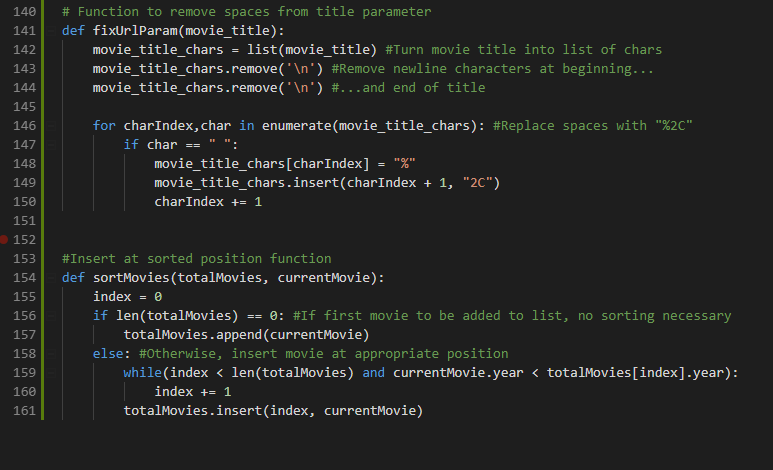 140 # Function to remove spaces from title parameter
141 def fixUrlParam(movie_title):
142     movie_title_chars = list(movie_title) #Turn movie title into list of chars
143     movie_title_chars.remove('\n') #Remove newline characters at beginning...
144     movie_title_chars.remove('\n') #...and end of title
145
146     for charIndex,char in enumerate(movie_title_chars): #Replace spaces with "%2C"
147         if char == " ":
148             movie_title_chars[charIndex] = "%"
149             movie_title_chars.insert(charIndex + 1, "2C")
150             charIndex += 1
151
152
153 #Insert at sorted position function
154 def sortMovies(totalMovies, currentMovie):
155     index = 0
156     if len(totalMovies) == 0: #If first movie to be added to list, no sorting necessary
157         totalMovies.append(currentMovie)
158     else: #Otherwise, insert movie at appropriate position
159         while(index < len(totalMovies) and currentMovie.year < totalMovies[index].year):
160             index += 1
161         totalMovies.insert(index, currentMovie)